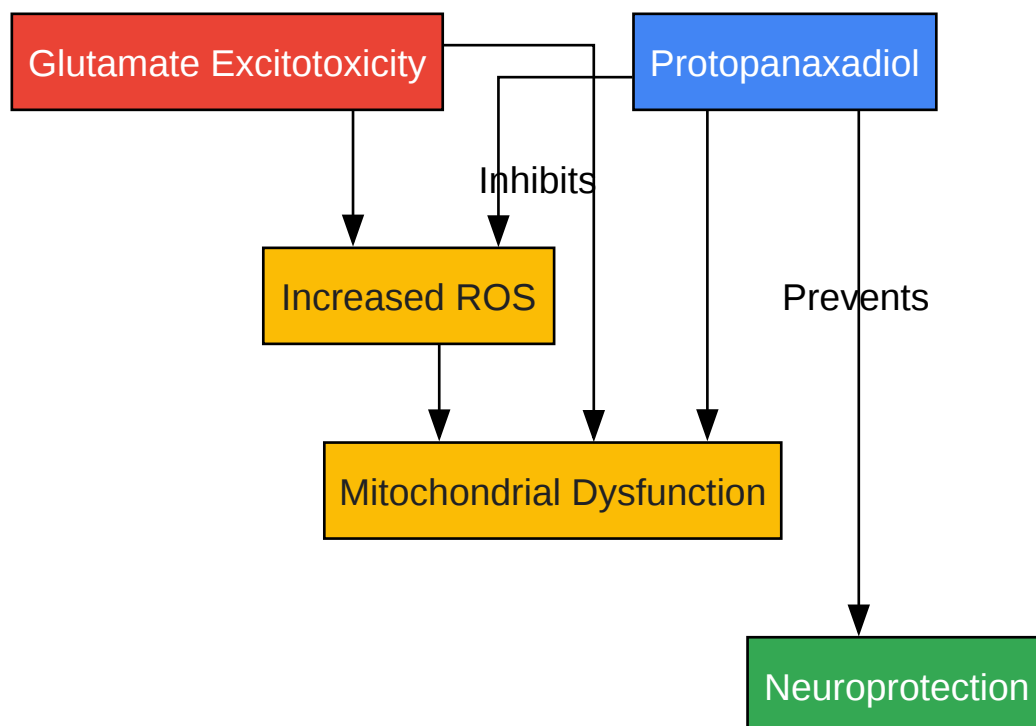 Glutamate Excitotoxicity
Protopanaxadiol
Inhibits
Increased ROS
Prevents
Mitochondrial Dysfunction
Neuroprotection